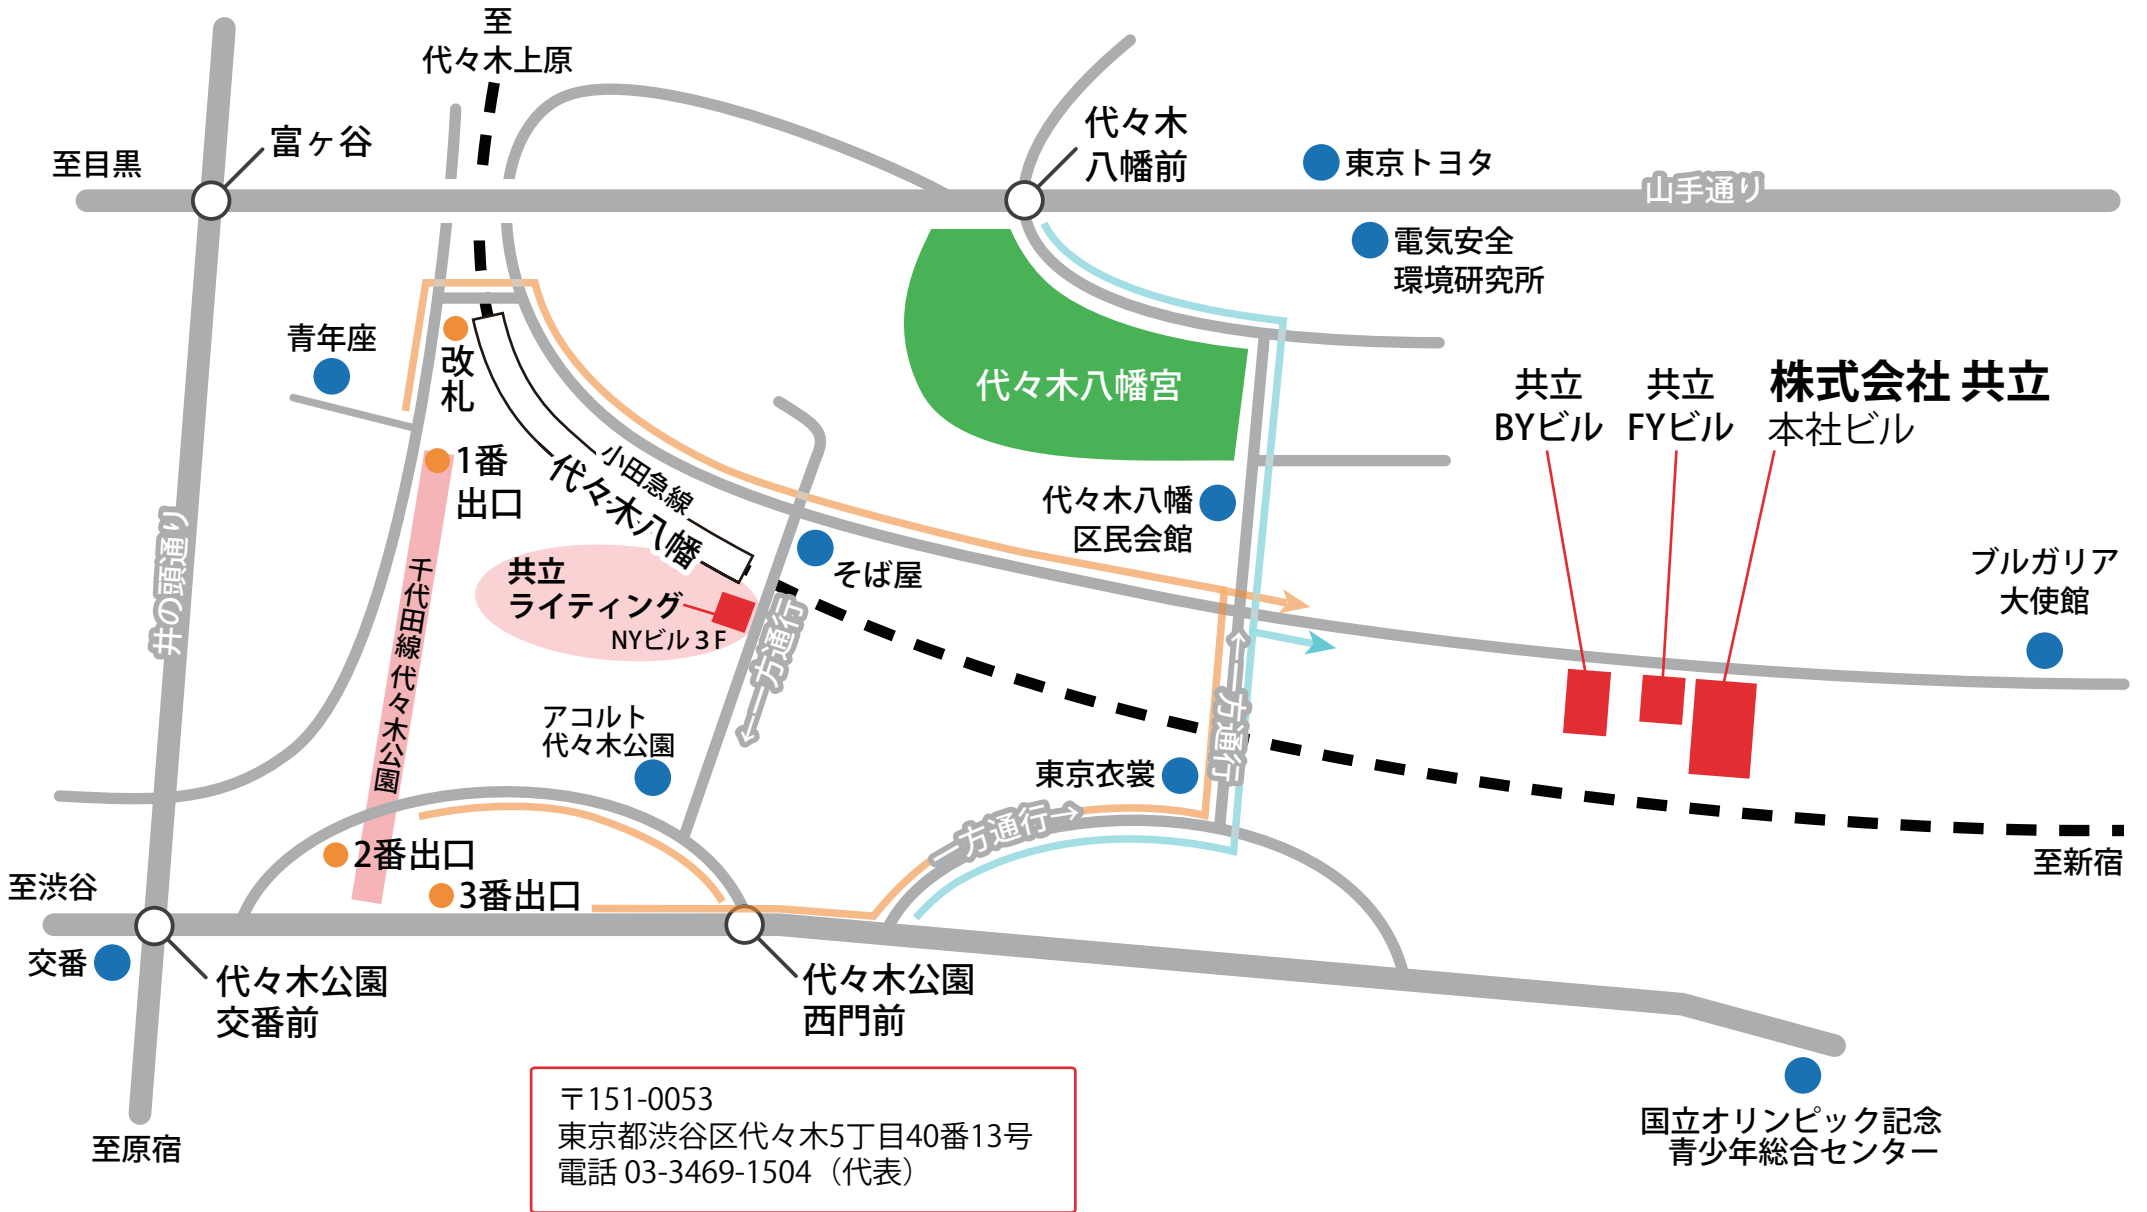 至
代々木上原
富ヶ谷
至目黒
代々木
八幡前
東京トヨタ
山手通り
電気安全
環境研究所
青年座
改
札
代々木八幡宮
共立
BYビル
共立
FYビル
株式会社 共立
本社ビル
1番
出口
小田急線
代々木八幡
代々木八幡
区民会館
井の頭通り
千代田線 代々木公園
共立
ライティング
NYビル３F
そば屋
←一方通行
ブルガリア
大使館
←一方通行
アコルト
代々木公園
東京衣裳
一方通行→
2番出口
3番出口
至新宿
至渋谷
交番
代々木公園
交番前
代々木公園
西門前
至原宿
〒151-0053
東京都渋谷区代々木5丁目40番13号
電話 03-3469-1504（代表）
国立オリンピック記念
青少年総合センター